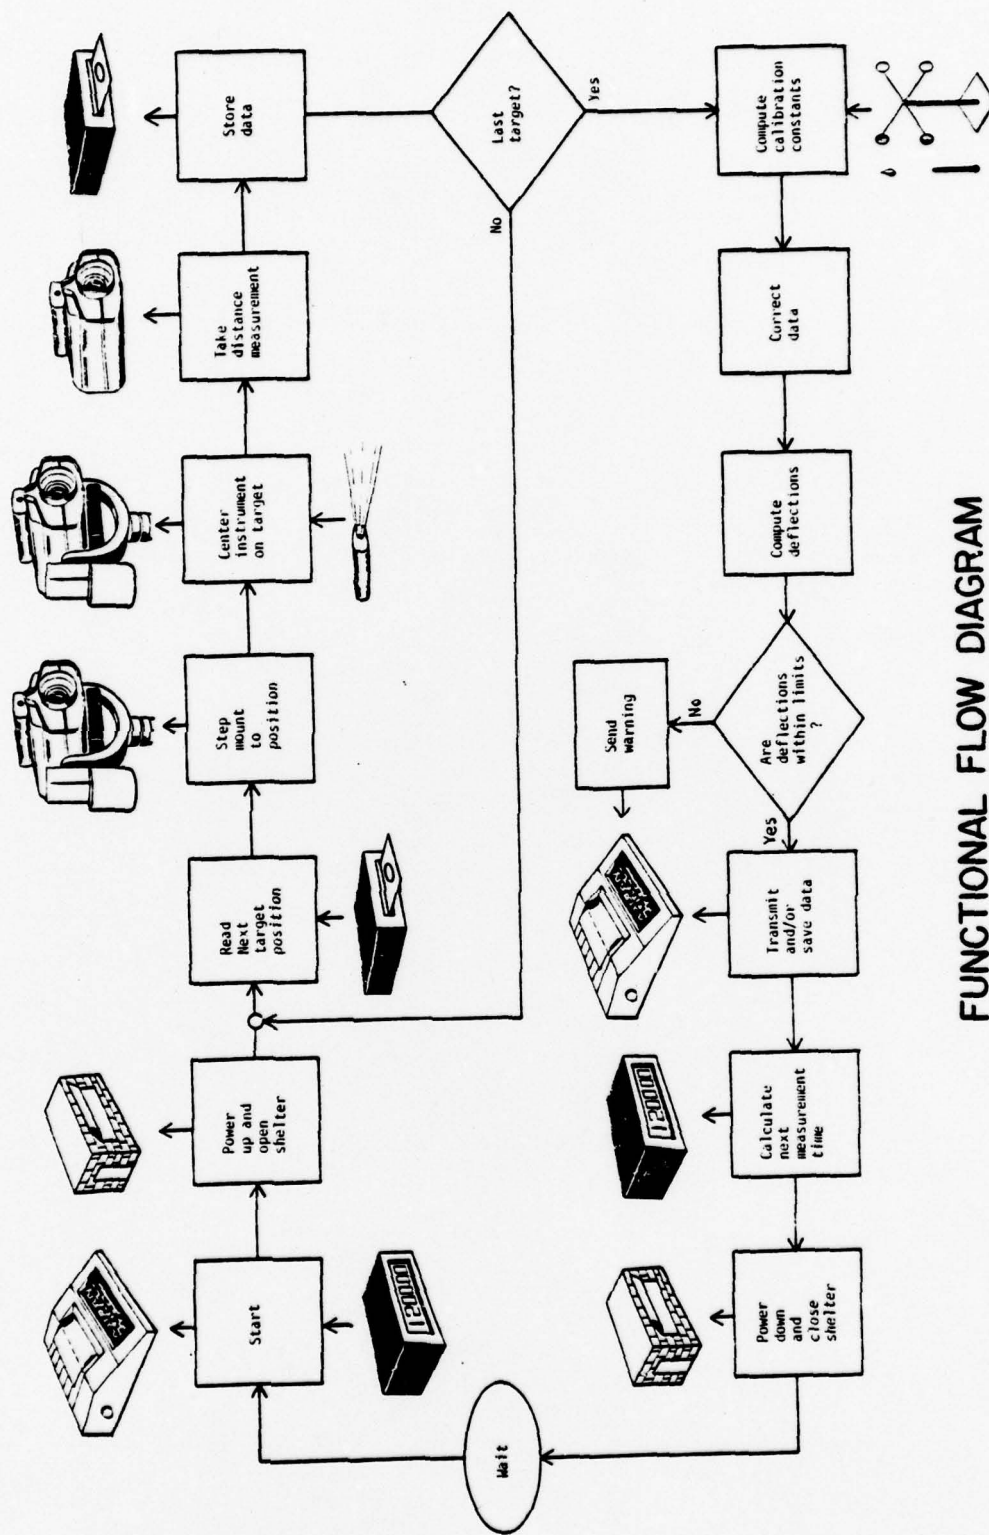 Start
120000
Power
up and
open
shelter
Read
Next
target
position
Step
mount
to
position
Center
instrument
on target
Take
distance
measurement
Store
data
Last
target?
No
Yes
Compute
calibration
constants
Correct
data
Compute
deflections
Are
deflections
within limits
?
No
Send
warning
Yes
Transmit
and/or
save data
Calculate
next
measurement
time
120000
Power
down
and
close
shelter
Wait
FUNCTIONAL FLOW DIAGRAM